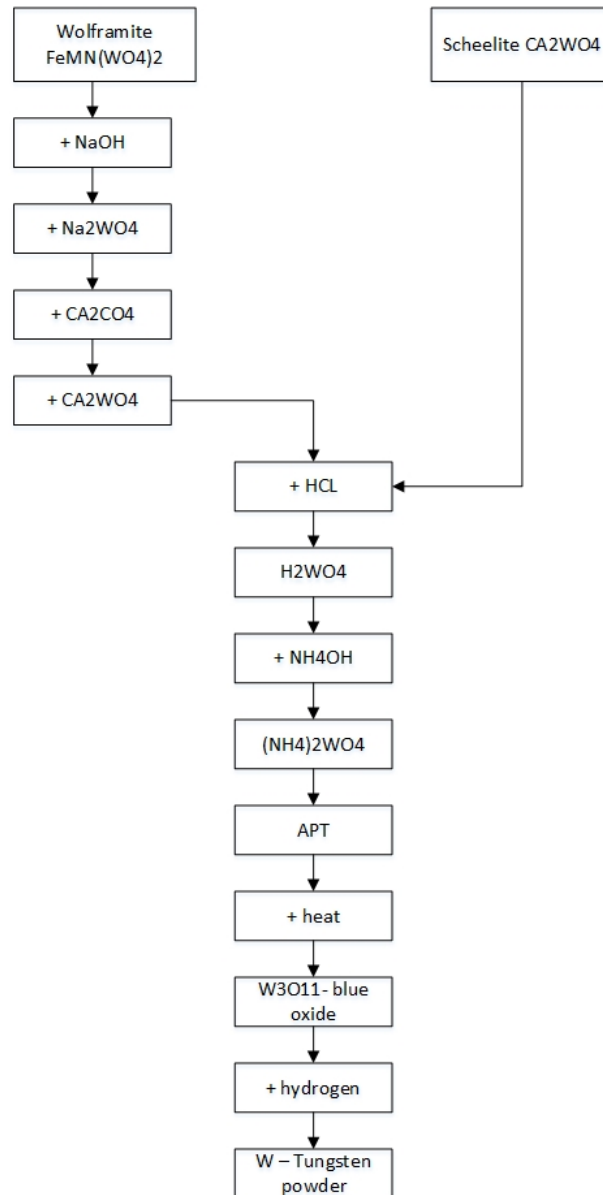 Wolframite
FeMN(WO4)2
Scheelite CA2WO4
+ NaOH
+ Na2WO4
+ CA2CO4
+ CA2WO4
+ HCL
H2WO4
+ NH4OH
(NH4)2WO4
APT
+ heat
W3O11- blue
oxide
+ hydrogen
W – Tungsten
powder